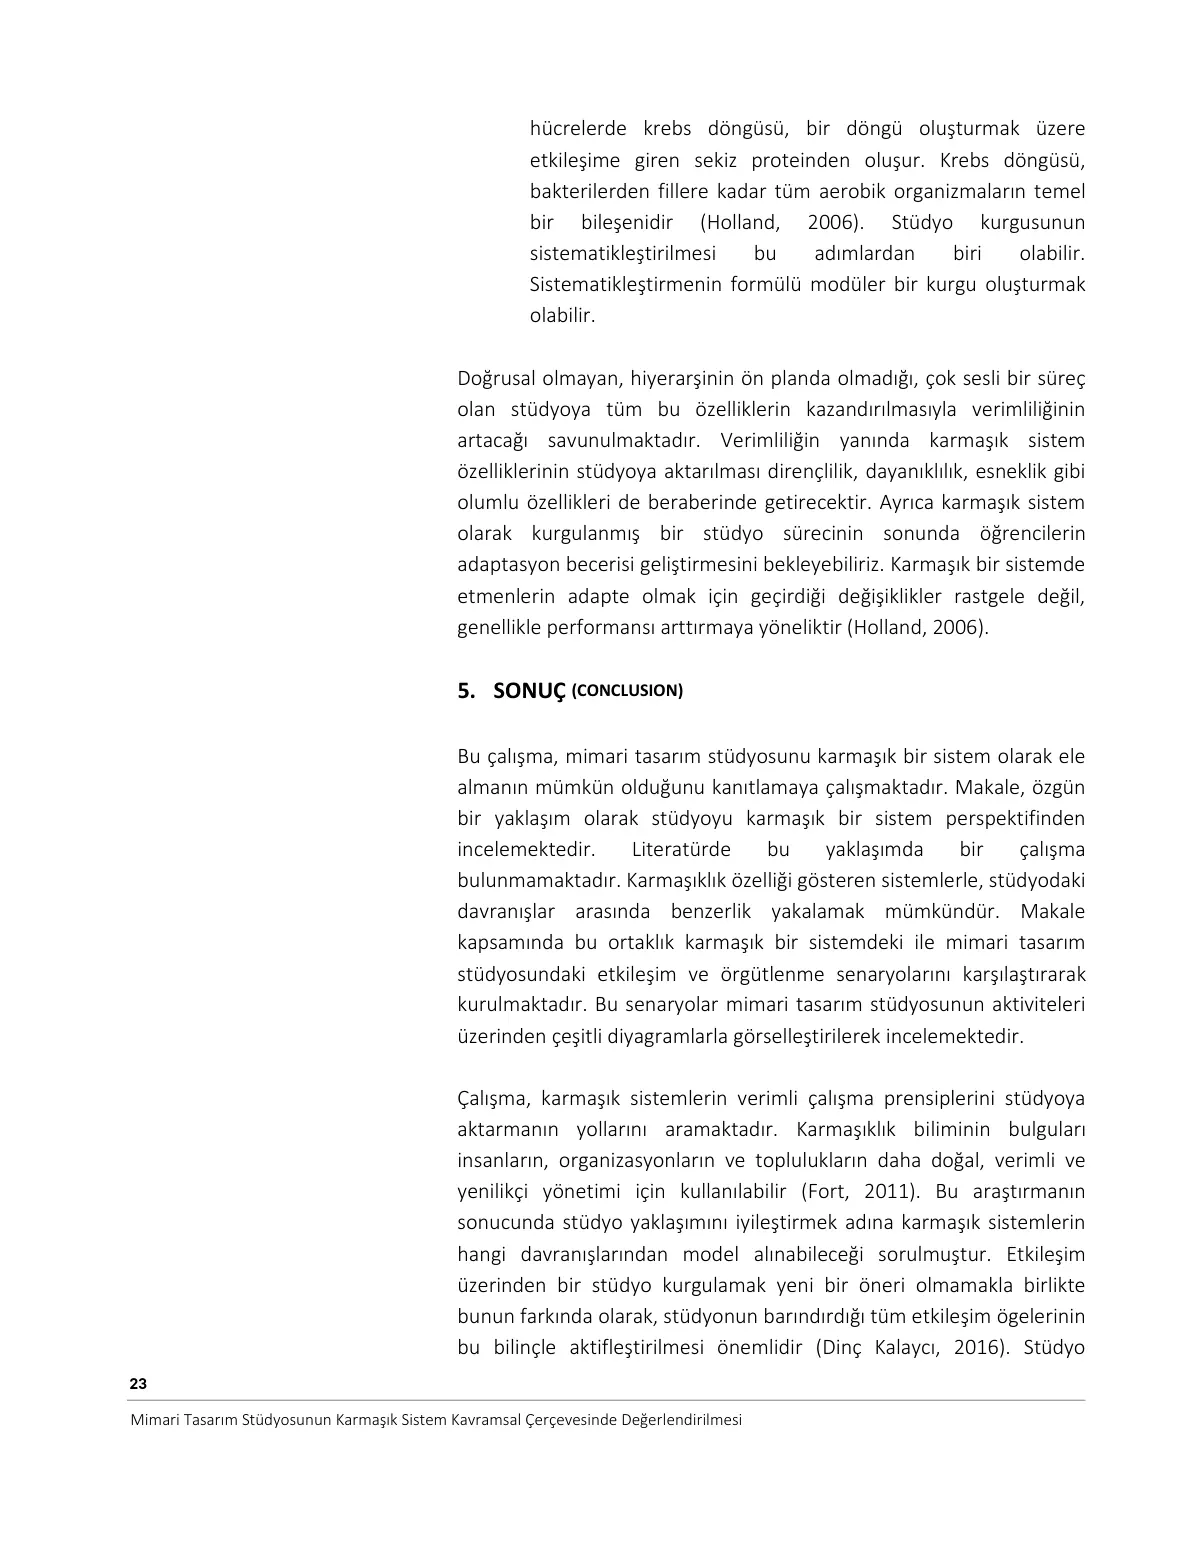 hücrelerde krebs döngüsü, bir döngü oluşturmak üzere
etkileşime giren sekiz proteinden oluşur. Krebs döngüsü,
bakterilerden fillere kadar tüm aerobik organizmaların temel
bir bileşenidir (Holland, 2006). Stüdyo kurgusunun
sistematikleştirilmesi bu adımlardan biri olabilir.
Sistematikleştirmenin formülü modüler bir kurgu oluşturmak
olabilir.
Doğrusal olmayan, hiyerarşinin ön planda olmadığı, çok sesli bir süreç
olan stüdyoya tüm bu özelliklerin kazandırılmasıyla verimliliğinin
artacağı savunulmaktadır. Verimliliğin yanında karmaşık sistem
özelliklerinin stüdyoya aktarılması dirençlilik, dayanıklılık, esneklik gibi
olumlu özellikleri de beraberinde getirecektir. Ayrıca karmaşık sistem
olarak kurgulanmış bir stüdyo sürecinin sonunda öğrencilerin
adaptasyon becerisi geliştirmesini bekleyebiliriz. Karmaşık bir sistemde
etmenlerin adapte olmak için geçirdiği değişiklikler rastgele değil,
genellikle performansı arttırmaya yöneliktir (Holland, 2006).
5. SONUÇ (CONCLUSION)
Bu çalışma, mimari tasarım stüdyosunu karmaşık bir sistem olarak ele
almanın mümkün olduğunu kanıtlamaya çalışmaktadır. Makale, özgün
bir yaklaşım olarak stüdyoyu karmaşık bir sistem perspektifinden
incelemektedir. Literatürde bu yaklaşımda bir çalışma
bulunmamaktadır. Karmaşıklık özelliği gösteren sistemlerle, stüdyodaki
davranışlar arasında benzerlik yakalamak mümkündür. Makale
kapsamında bu ortaklık karmaşık bir sistemdeki ile mimari tasarım
stüdyosundaki etkileşim ve örgütlenme senaryolarını karşılaştırarak
kurulmaktadır. Bu senaryolar mimari tasarım stüdyosunun aktiviteleri
üzerinden çeşitli diyagramlarla görselleştirilerek incelemektedir.
Çalışma, karmaşık sistemlerin verimli çalışma prensiplerini stüdyoya
aktarmanın yollarını aramaktadır. Karmaşıklık biliminin bulguları
insanların, organizasyonların ve toplulukların daha doğal, verimli ve
yenilikçi yönetimi için kullanılabilir (Fort, 2011). Bu araştırmanın
sonucunda stüdyo yaklaşımını iyileştirmek adına karmaşık sistemlerin
hangi davranışlarından model alınabileceği sorulmuştur. Etkileşim
üzerinden bir stüdyo kurgulamak yeni bir öneri olmamakla birlikte
bunun farkında olarak, stüdyonun barındırdığı tüm etkileşim ögelerinin
bu bilinçle aktifleştirilmesi önemlidir (Dinç Kalaycı, 2016). Stüdyo
23
Mimari Tasarım Stüdyosunun Karmaşık Sistem Kavramsal Çerçevesinde Değerlendirilmesi